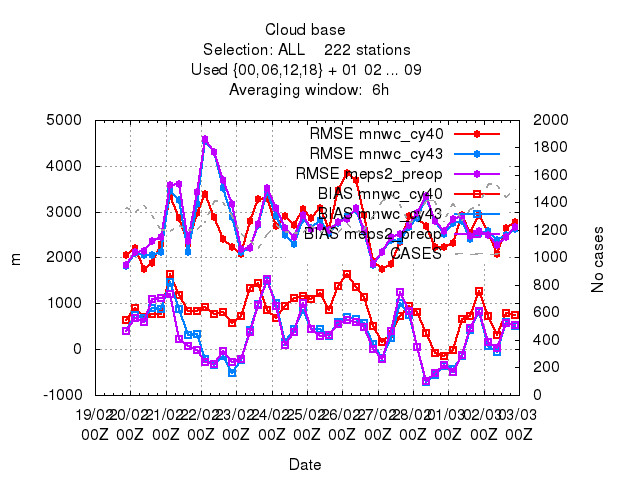 Cloud base
Selection: ALL    222 stations
Used {00,06,12,18} + 01 02 ... 09
Averaging window:  6h
5000
4000
3000
2000
1000
0
-1000
m
2000
1800
1600
1400
1200
1000
800
600
400
200
0
No cases
RMSE mnwc_cy40
RMSE mnwc_cy43
RMSE meps2_preop
BIAS mnwc_cy40
BIAS mnwc_cy43
BIAS meps2_preop
CASES
19/02 20/02 21/02 22/02 23/02 24/02 25/02 26/02 27/02 28/02 01/03 02/03 03/03
00Z 00Z 00Z 00Z 00Z 00Z 00Z 00Z 00Z 00Z 00Z 00Z 00Z
Date